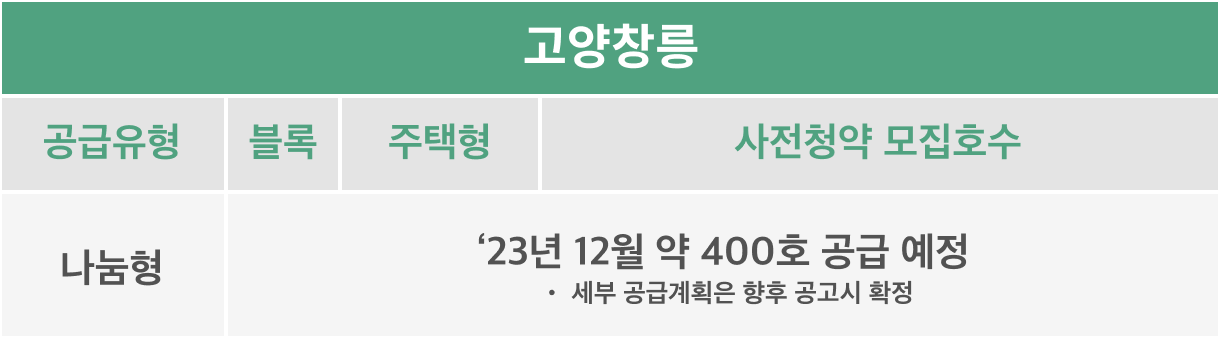 고양창릉
공급유형 블록 주택형 사전청약 모집호수
나눔형
‘23년 12월 약 400호 공급 예정
• 세부 공급계획은 향후 공고시 확정